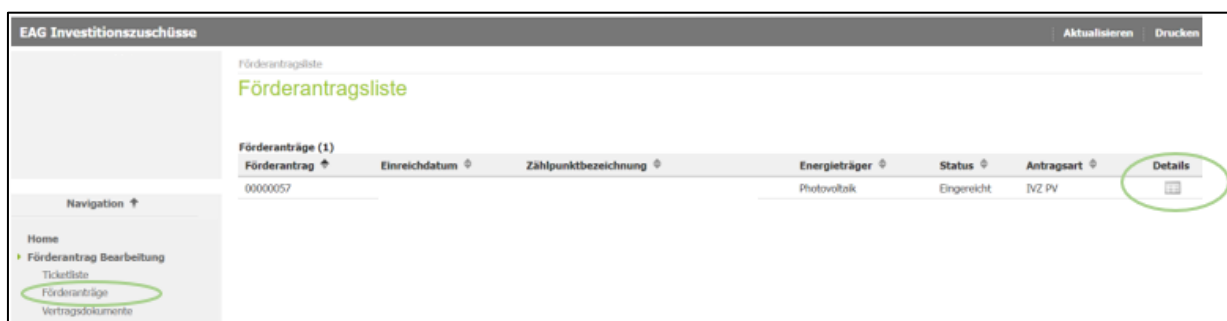 EAG Investitionszuschüsse Aktualisieren Drucken
Förderantragsliste
Förderantragsliste
Förderanträge (1)
Förderantrag Einreichdatum Zählpunktbezeichnung Energieträger Status Antragsart Details
00000057 Photovoltaik Eingereicht IVZ PV
Navigation
Home
Förderantrag Bearbeitung
Ticketliste
Förderanträge
Vertragsdokumente